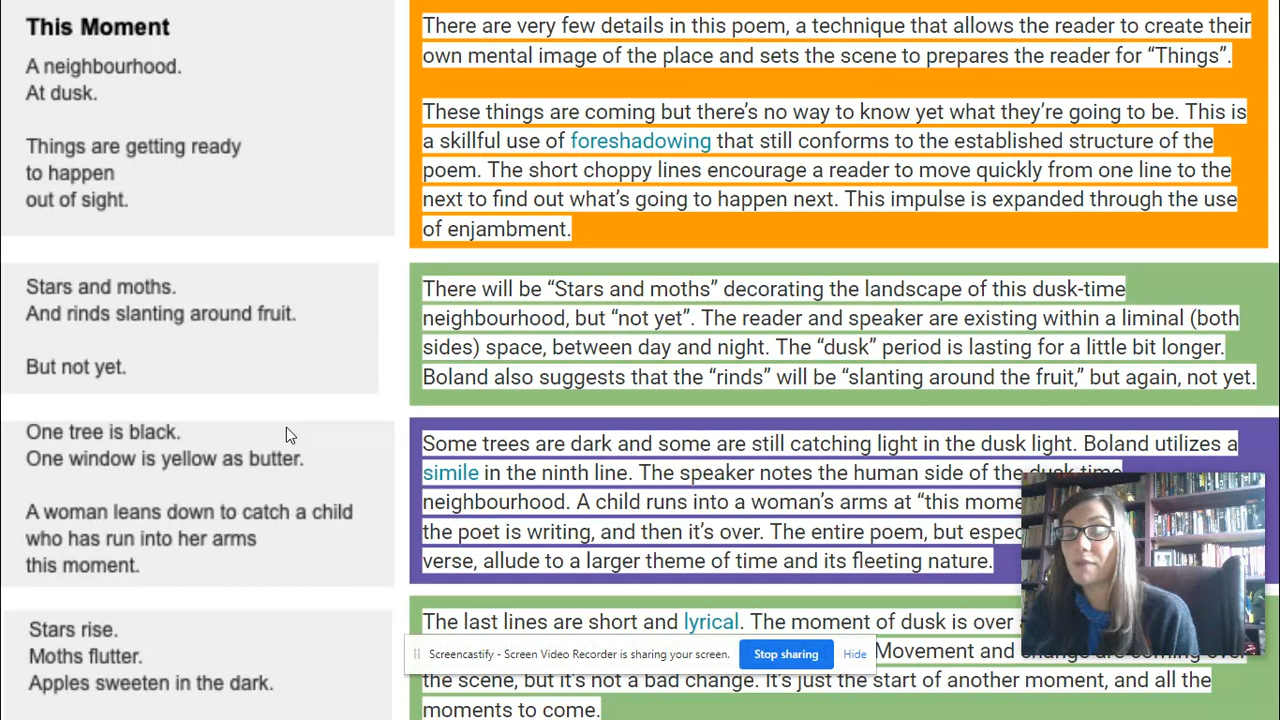 This Moment
A neighbourhood.
At dusk.
Things are getting ready
to happen
out of sight.
Stars and moths.
And rinds slanting around fruit.
But not yet.
One tree is black.
One window is yellow as butter.
A woman leans down to catch a child
who has run into her arms
this moment.
Stars rise.
Moths flutter.
Apples sweeten in the dark.
There are very few details in this poem, a technique that allows the reader to create their
own mental image of the place and sets the scene to prepares the reader for “Things”.
These things are coming but there’s no way to know yet what they’re going to be. This is
a skillful use of foreshadowing that still conforms to the established structure of the
poem. The short choppy lines encourage a reader to move quickly from one line to the
next to find out what’s going to happen next. This impulse is expanded through the use
of enjambment.
There will be “Stars and moths” decorating the landscape of this dusk-time
neighbourhood, but “not yet”. The reader and speaker are existing within a liminal (both
sides) space, between day and night. The “dusk” period is lasting for a little bit longer.
Boland also suggests that the “rinds” will be “slanting around the fruit,” but again, not yet.
Some trees are dark and some are still catching light in the dusk light. Boland utilizes a
simile in the ninth line. The speaker notes the human side of the dusk-time
neighbourhood. A child runs into a woman’s arms at “this mome
the poet is writing, and then it’s over. The entire poem, but espec
verse, allude to a larger theme of time and its fleeting nature.
The last lines are short and lyrical. The moment of dusk is over
Movement and change are coming over
the scene, but it’s not a bad change. It’s just the start of another moment, and all the
moments to come.
Screencastify - Screen Video Recorder is sharing your screen.
Stop sharing
Hide